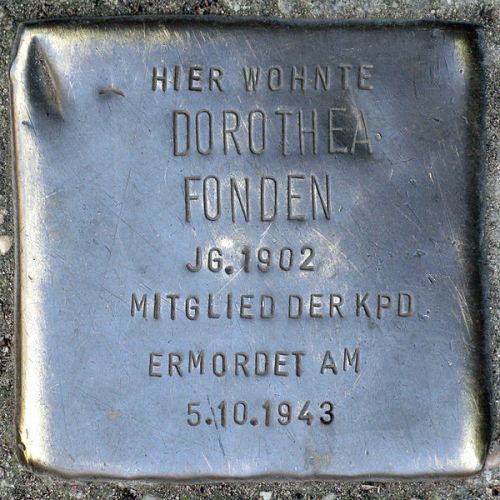 HIER WOHNTE
DOROTHEA
FONDEN
JG. 1902
MITGLIED DER KPD
ERMORDET AM
5.10.1943